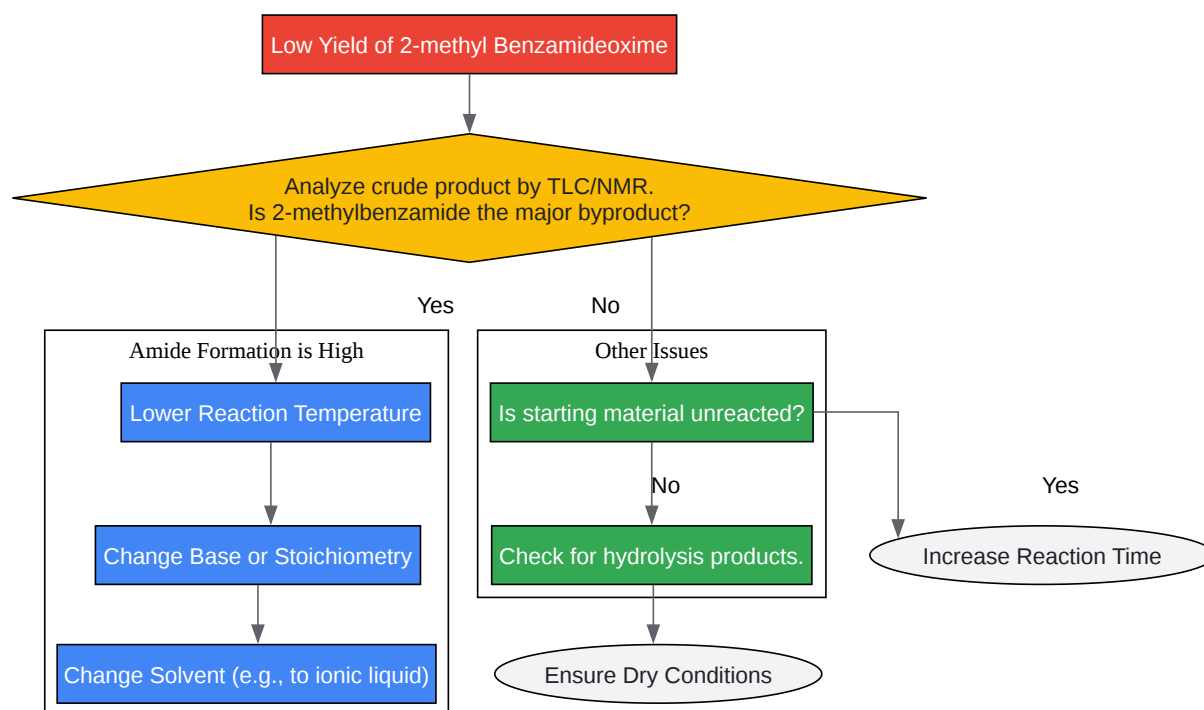 Low Yield of 2-methyl Benzamideoxime
Analyze crude product by TLC/NMR.
Is 2-methylbenzamide the major byproduct?
Yes
No
Amide Formation is High
Other Issues
Lower Reaction Temperature
Is starting material unreacted?
No
Yes
Change Base or Stoichiometry
Check for hydrolysis products.
Increase Reaction Time
Change Solvent (e.g., to ionic liquid)
Ensure Dry Conditions